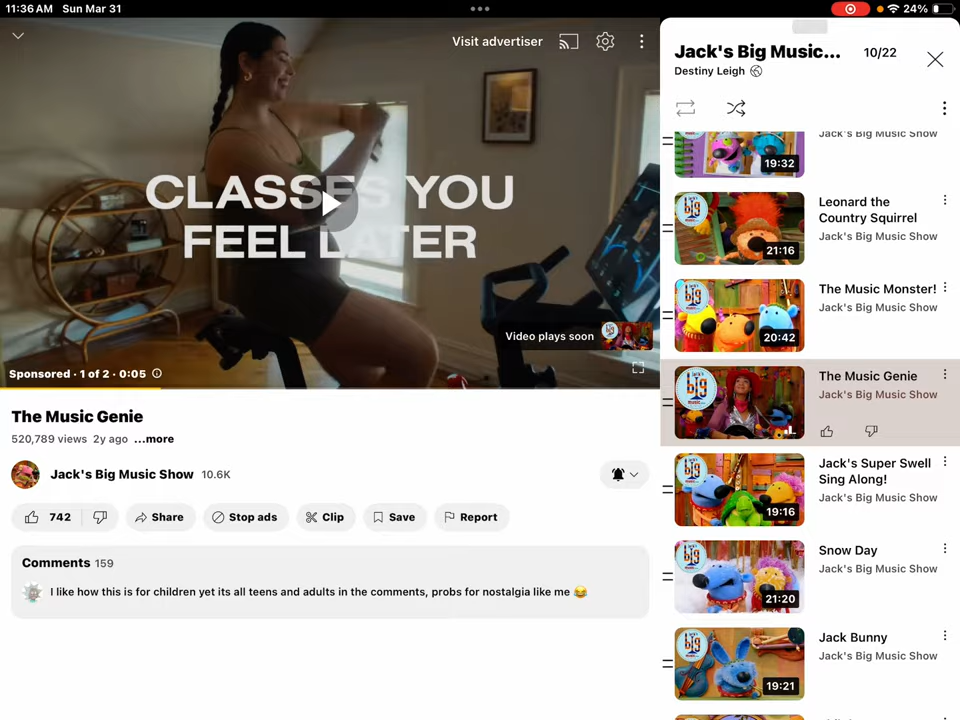 11:36 AM Sun Mar 31
24%
Visit advertiser
CLASSES YOU
FEEL LATER
Video plays soon
Sponsored · 1 of 2 · 0:05
The Music Genie
520,789 views 2y ago ...more
Jack's Big Music Show 10.6K
742
Share
Stop ads
Clip
Save
Report
Comments 159
I like how this is for children yet its all teens and adults in the comments, probs for nostalgia like me 😂
Jack's Big Music... 10/22
Destiny Leigh
Jack's Big Music Show
19:32
Leonard the
Country Squirrel
Jack's Big Music Show
21:16
The Music Monster!
Jack's Big Music Show
20:42
The Music Genie
Jack's Big Music Show
Jack's Super Swell
Sing Along!
Jack's Big Music Show
19:16
Snow Day
Jack's Big Music Show
21:20
Jack Bunny
Jack's Big Music Show
19:21